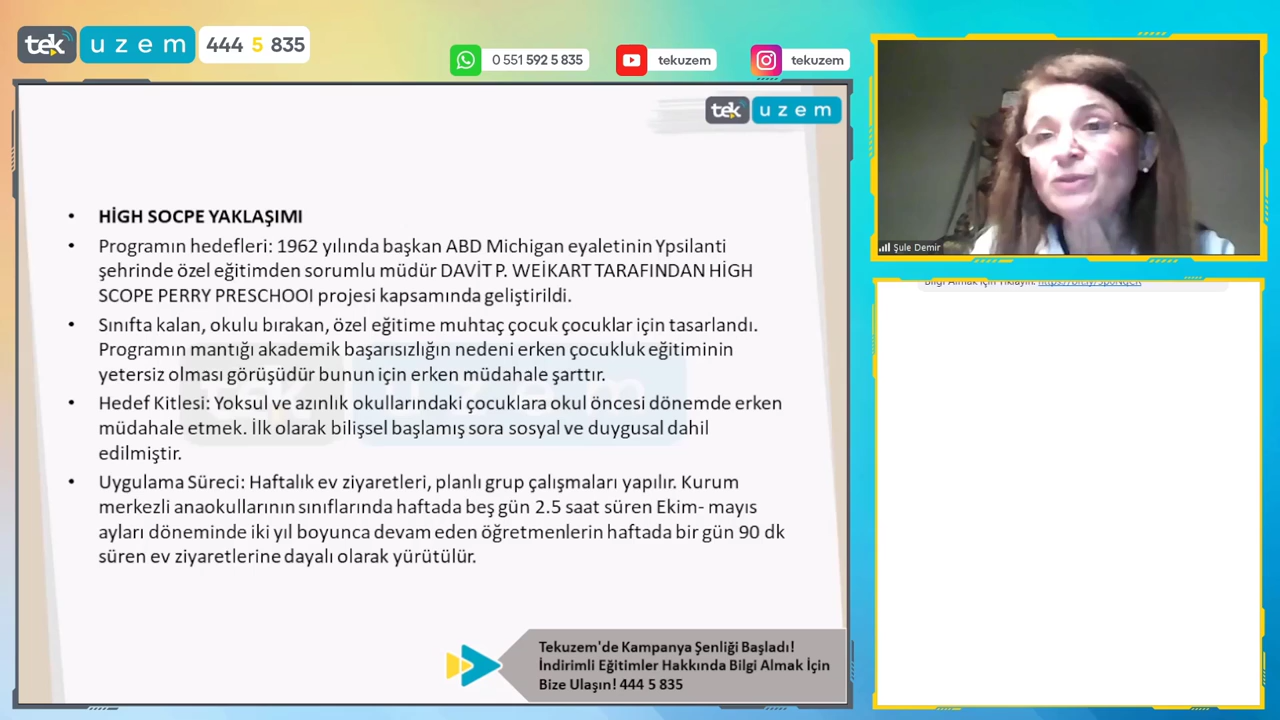 tek uzem 444 5 835
0 551 592 5 835 tekuzem tekuzem
tek uzem
• HİGH SOCPE YAKLAŞIMI
• Programın hedefleri: 1962 yılında başkan ABD Michigan eyaletinin Ypsilanti
şehrinde özel eğitimden sorumlu müdür DAVİT P. WEİKART TARAFINDAN HİGH
SCOPE PERRY PRESCHOOl projesi kapsamında geliştirildi.
• Sınıfta kalan, okulu bırakan, özel eğitime muhtaç çocuk çocuklar için tasarlandı.
Programın mantığı akademik başarısızlığın nedeni erken çocukluk eğitiminin
yetersiz olması görüşüdür bunun için erken müdahale şarttır.
• Hedef Kitlesi: Yoksul ve azınlık okullarındaki çocuklara okul öncesi dönemde erken
müdahale etmek. İlk olarak bilişsel başlamış sora sosyal ve duygusal dahil
edilmiştir.
• Uygulama Süreci: Haftalık ev ziyaretleri, planlı grup çalışmaları yapılır. Kurum
merkezli anaokullarının sınıflarında haftada beş gün 2.5 saat süren Ekim- mayıs
ayları döneminde iki yıl boyunca devam eden öğretmenlerin haftada bir gün 90 dk
süren ev ziyaretlerine dayalı olarak yürütülür.
Tekuzem'de Kampanya Şenliği Başladı!
İndirimli Eğitimler Hakkında Bilgi Almak İçin
Bize Ulaşın! 444 5 835
Şule Demir